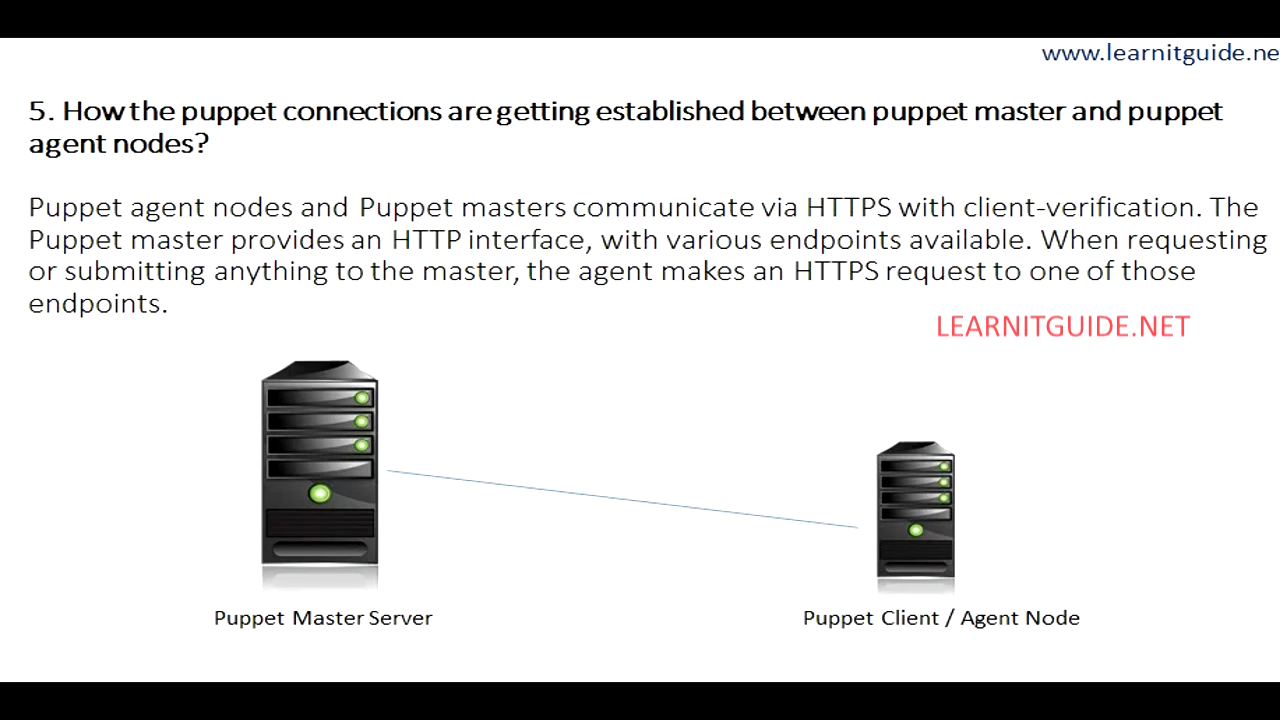 www.learnitguide.ne
5. How the puppet connections are getting established between puppet master and puppet
agent nodes?
Puppet agent nodes and Puppet masters communicate via HTTPS with client-verification. The
Puppet master provides an HTTP interface, with various endpoints available. When requesting
or submitting anything to the master, the agent makes an HTTPS request to one of those
endpoints.
LEARNITGUIDE.NET
Puppet Master Server
Puppet Client / Agent Node